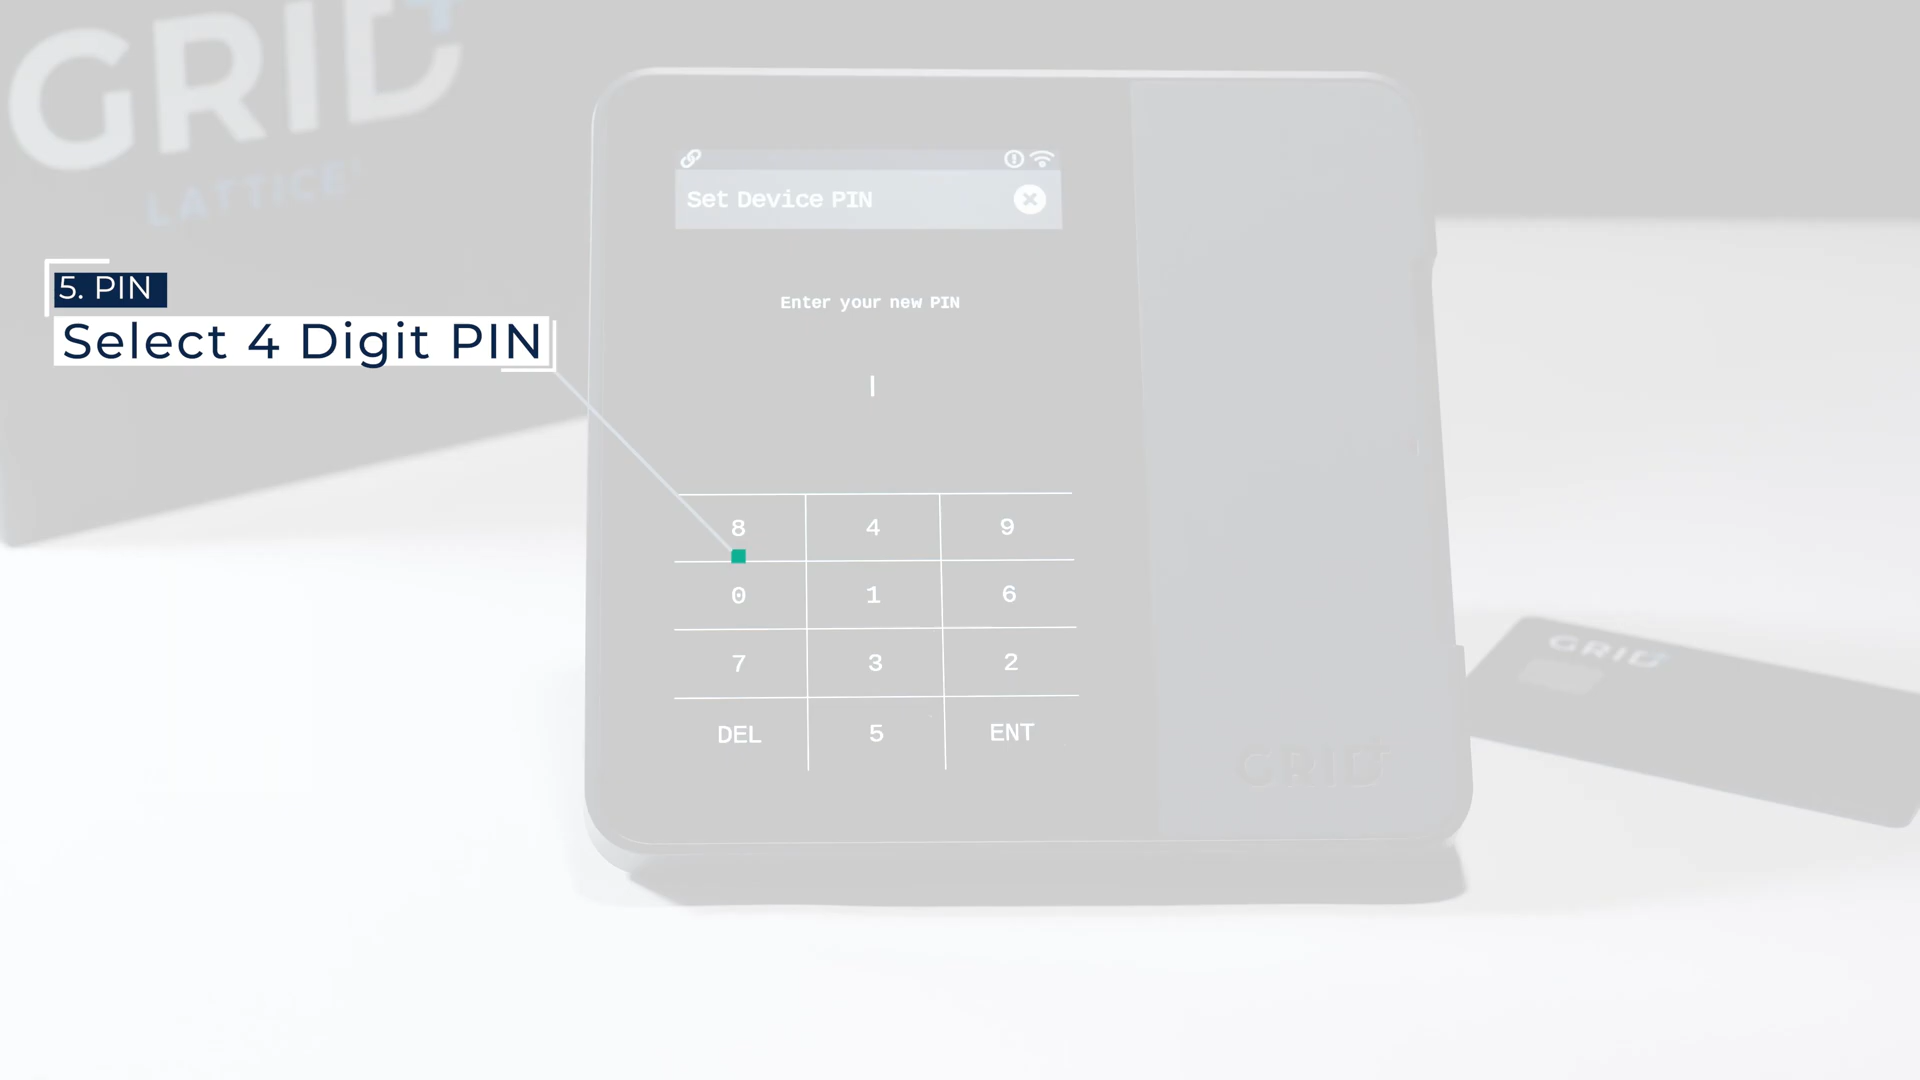 GRID+
LATTICE1
5. PIN
Select 4 Digit PIN
Set Device PIN
Enter your new PIN
8 4 9
0 1 6
7 3 2
DEL 5 ENT
GRID+
GRID+